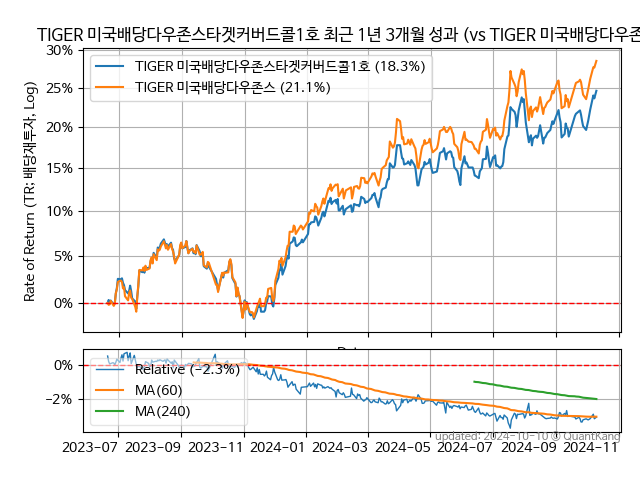 TIGER 미국배당다우존스타겟커버드콜1호 최근 1년 3개월 성과 (vs TIGER 미국배당다우존
30%
25%
20%
15%
10%
5%
0%
Rate of Return (TR: 배당재투자, Log)
TIGER 미국배당다우존스타겟커버드콜1호 (18.3%)
TIGER 미국배당다우존스 (21.1%)
0%
−2%
Relative (−2.3%)
MA(60)
MA(240)
updated: 2024-10-10 © QuantKang
2023-07 2023-09 2023-11 2024-01 2024-03 2024-05 2024-07 2024-09 2024-11